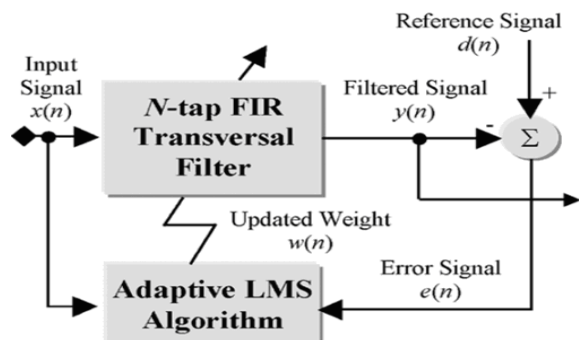 Reference Signal
d(n)
Input
Signal
x(n)
N-tap FIR
Transversal
Filter
Filtered Signal
y(n)
+
-
Σ
Updated Weight
w(n)
Adaptive LMS
Algorithm
Error Signal
e(n)